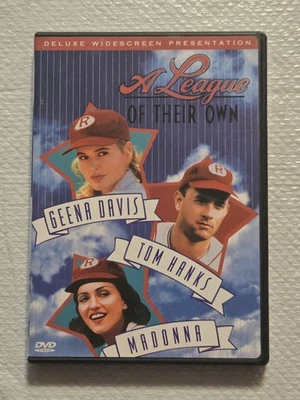 DELUXE WIDESCREEN PRESENTATION
A League
OF THEIR OWN
R
GEENA DAVIS
R
TOM HANKS
R
MADONNA
DVD